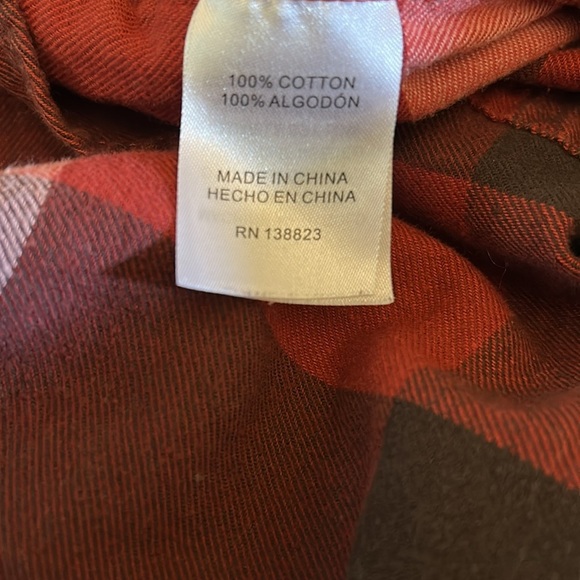 100% COTTON
100% ALGODÓN
MADE IN CHINA
HECHO EN CHINA
RN 138823